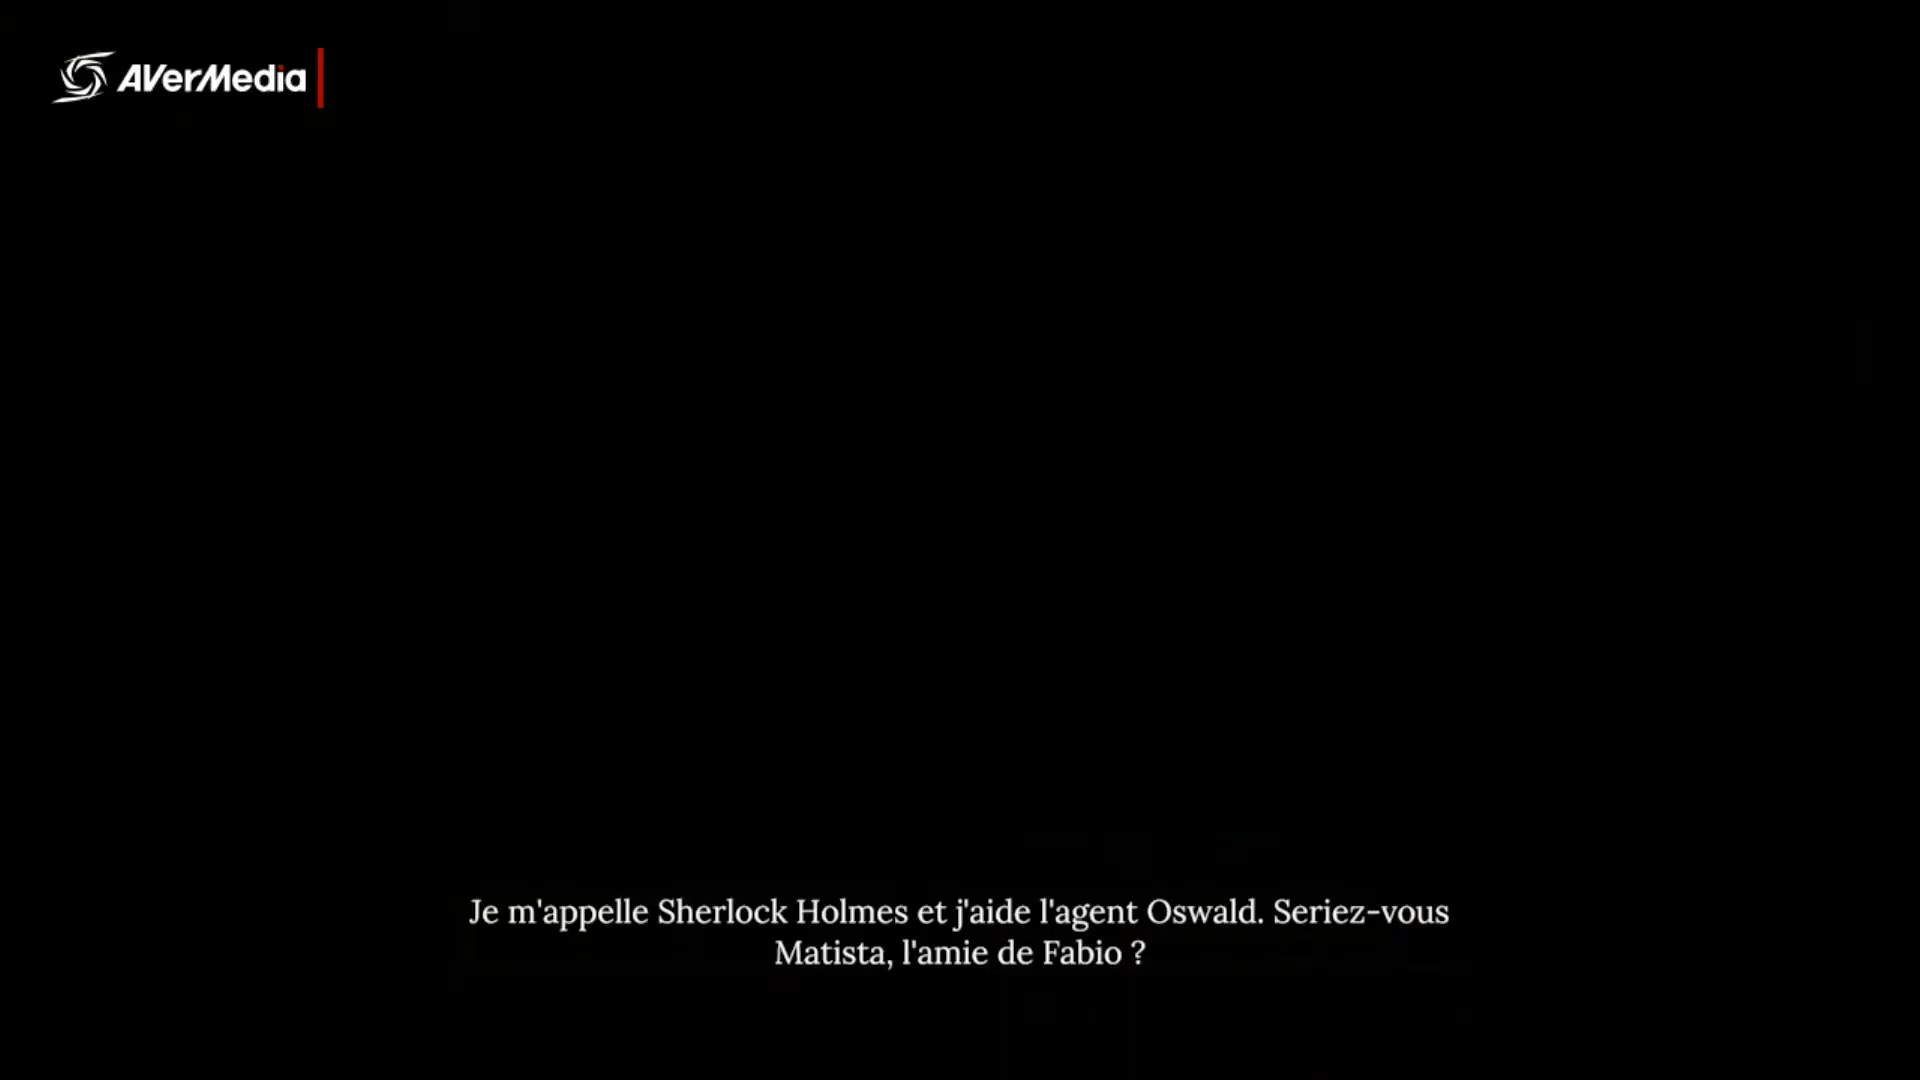 AVerMedia
Je m'appelle Sherlock Holmes et j'aide l'agent Oswald. Seriez-vous
Matista, l'amie de Fabio ?